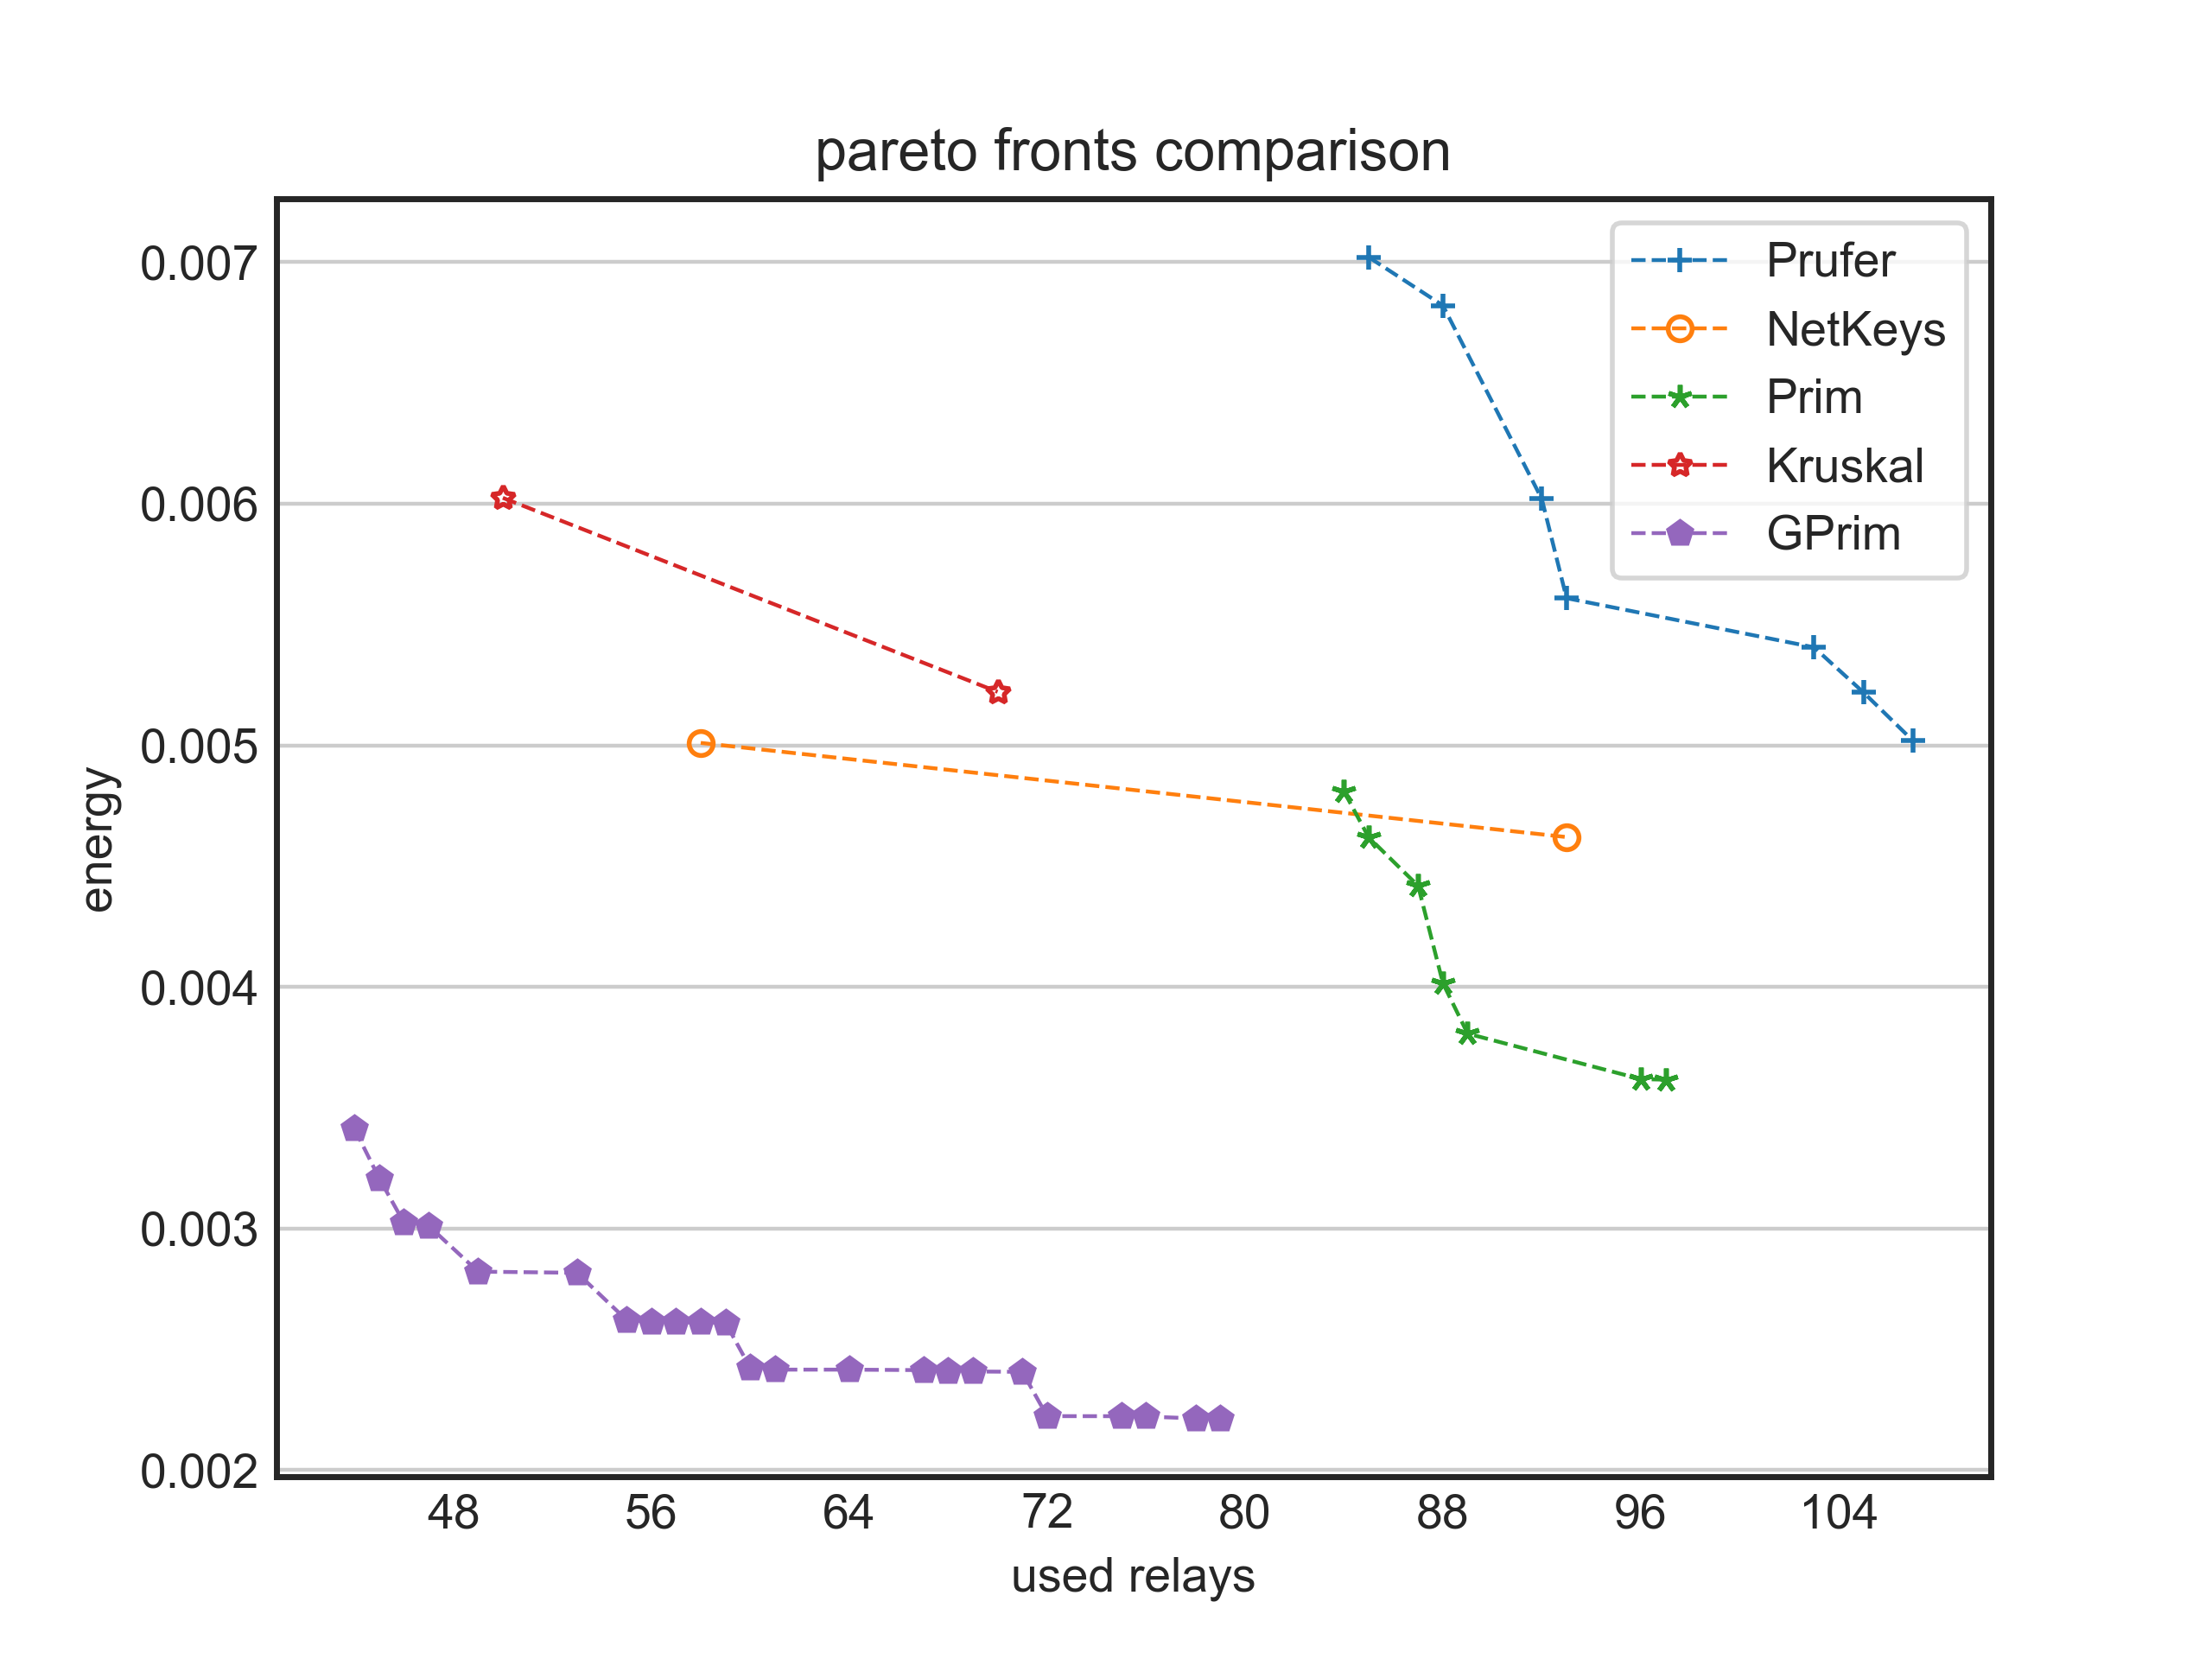 pareto fronts comparison
0.007
0.006
0.005
0.004
0.003
0.002
energy
48 56 64 72 80 88 96 104
used relays
Prufer
NetKeys
Prim
Kruskal
GPrim